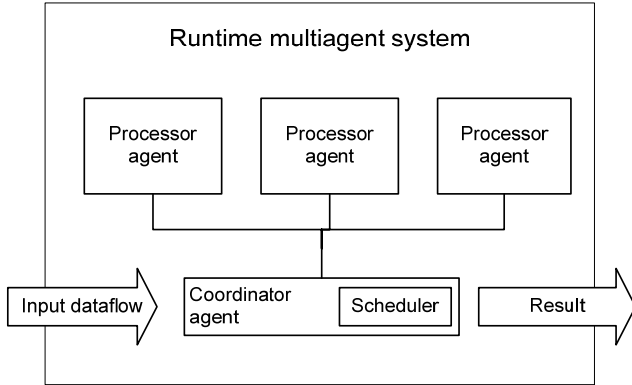 Runtime multiagent system
Processor
agent
Processor
agent
Processor
agent
Input dataflow
Coordinator
agent
Scheduler
Result